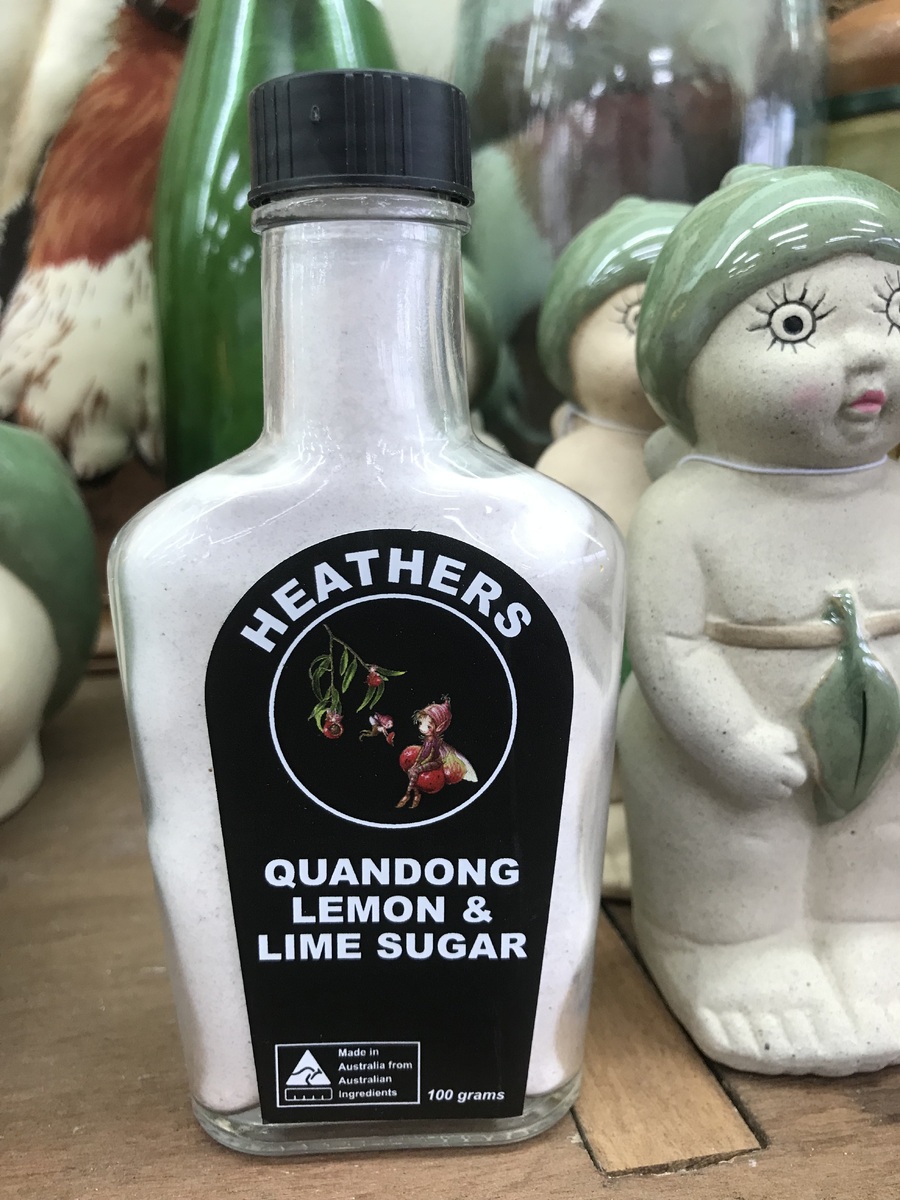 HEATHERS
QUANDONG
LEMON &
LIME SUGAR
Made in
Australia from
Australian
Ingredients
100 grams